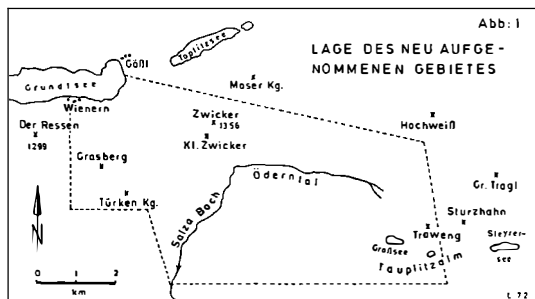 Abb: 1
LAGE DES NEU AUFGE-
NOMMENEN GEBIETES
Toplitzsee
Gößl
Grundlsee
Moser Kg.
Wienern
Zwicker
1356
Hochweiß
Der Ressen
1299
Kl. Zwicker
Grasberg
Öderntal
Gr. Tragl
Türken Kg.
Salza Bach
Sturzhahn
Traweng
Steyrer-
see
Großsee
Tauplitzalm
N
0 1 2
km